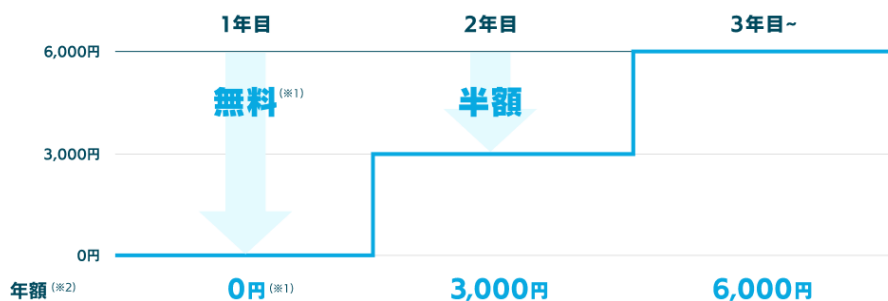 1年目 2年目 3年目~
6,000円
無料(※1) 半額
3,000円
0円
年額(※2) 0円(※1) 3,000円 6,000円